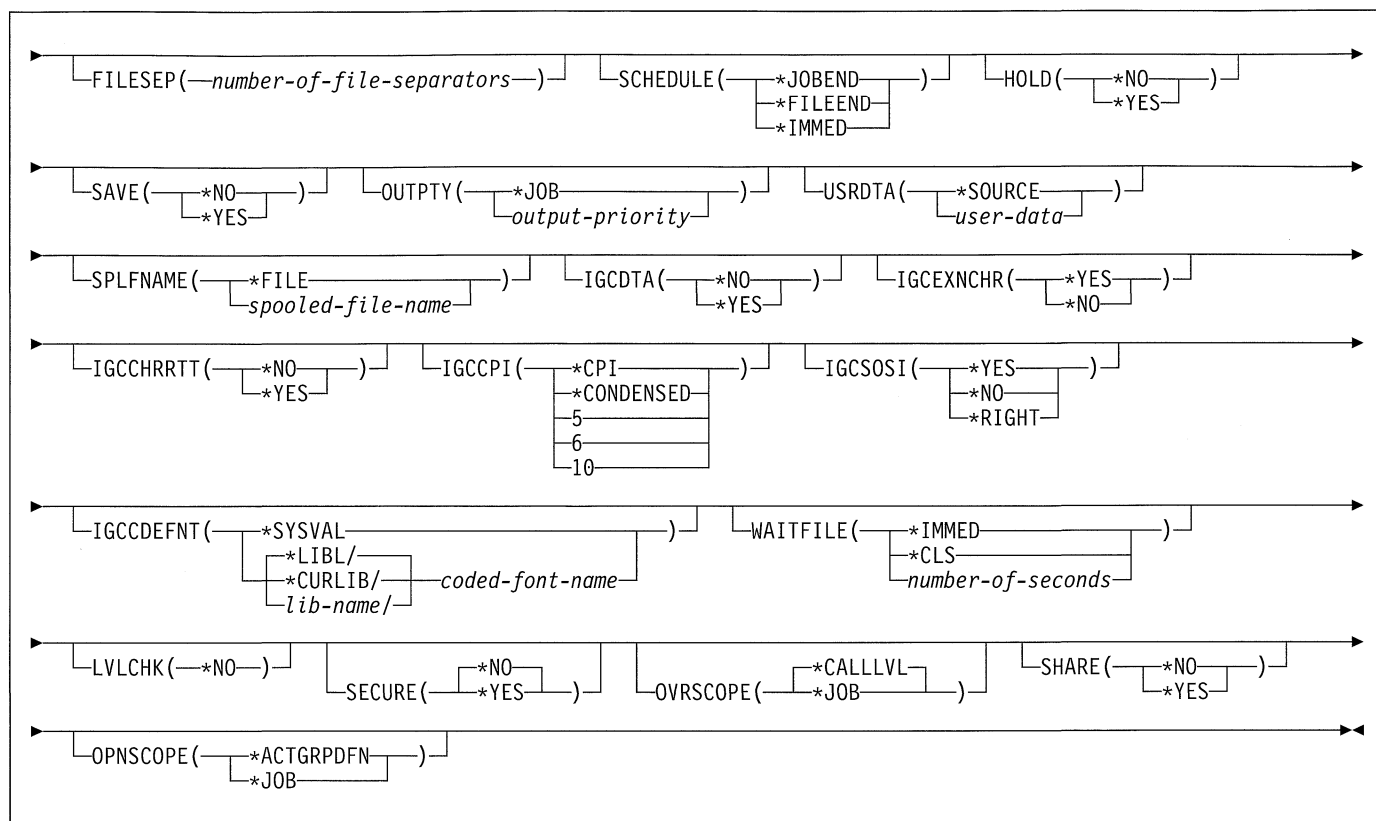 FILESEP( number-of-file-separators ) SCHEDULE( *JOBEND ) HOLD( *NO )
*FILEEND *YES
*IMMED
SAVE( *NO ) OUTPTY( *JOB ) USRDTA( *SOURCE )
*YES output-priority user-data
SPLFNAME( *FILE ) IGCDTA( *NO ) IGCEXNCHR( *YES )
spooled-file-name *YES *NO
IGCCHRRTT( *NO ) IGCCPI( *CPI ) IGCSOSI( *YES )
*YES *CONDENSED *NO
5 *RIGHT
6
10
IGCCDEFNT( *SYSVAL ) WAITFILE( *IMMED )
*LIBL/ *CLS
*CURLIB/ coded-font-name number-of-seconds
lib-name/
*NO *CALLLVL
LVLCHK( *NO ) SECURE( *YES ) OVRSCOPE( *JOB ) SHARE( *NO )
*YES
OPNSCOPE( *ACTGRPDFN )
*JOB